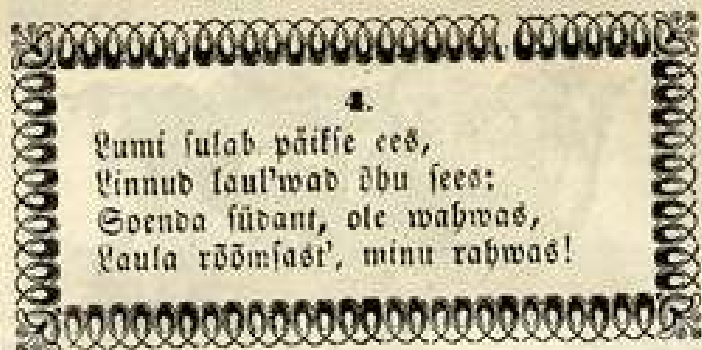 4.
Lumi sulab päikse ees,
Linnud laul'wad õhu sees:
Soenda südant, ole wahwas,
Laula rõõmsast', minu rahwas!